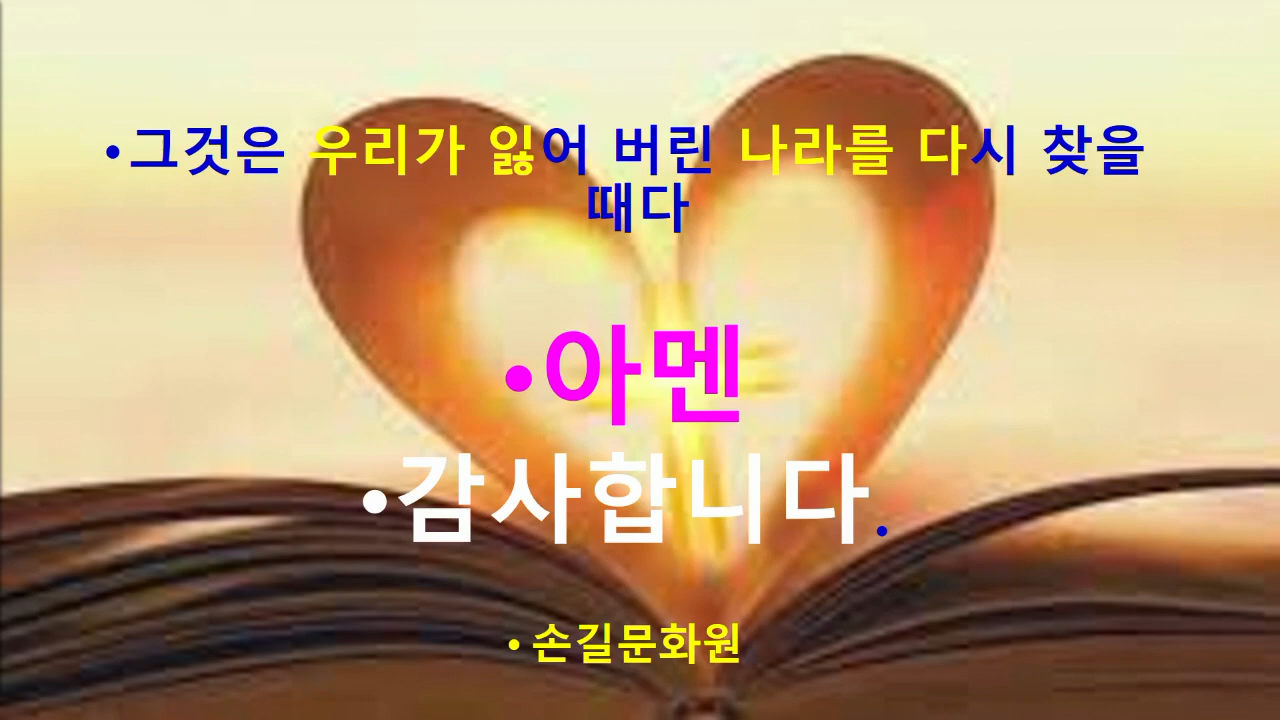 •그것은 우리가 잃어 버린 나라를 다시 찾을
때다
•아멘
•감사합니다.
• 손길문화원